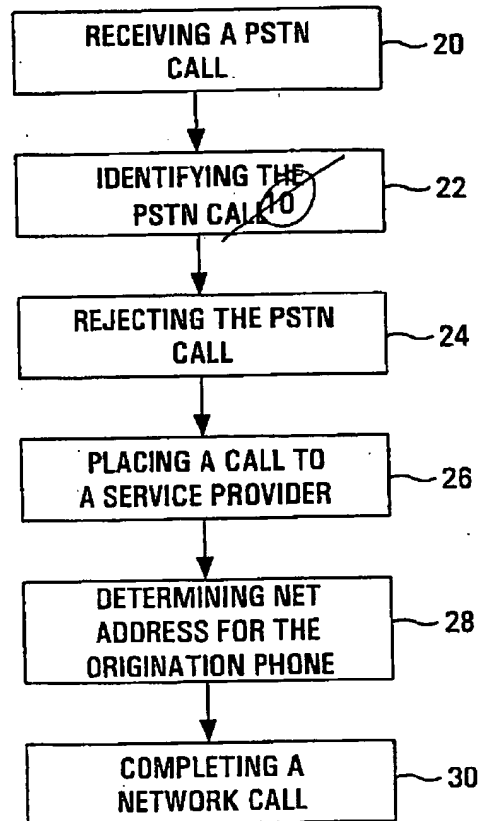 RECEIVING A PSTN
CALL
20
IDENTIFYING THE
PSTN CALL 10
22
REJECTING THE PSTN
CALL
24
PLACING A CALL TO
A SERVICE PROVIDER
26
DETERMINING NET
ADDRESS FOR THE
ORIGINATION PHONE
28
COMPLETING A
NETWORK CALL
30